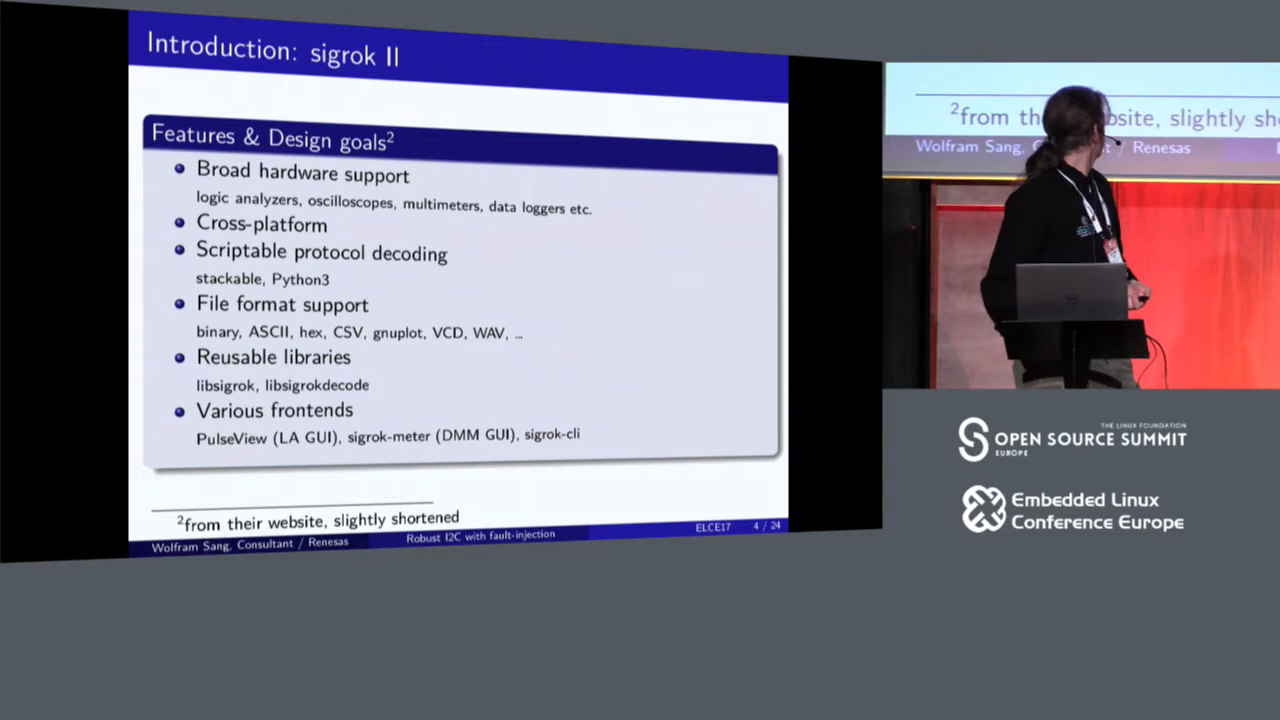 Introduction: sigrok II
Features & Design goals2
Broad hardware support
logic analyzers, oscilloscopes, multimeters, data loggers etc.
Cross-platform
Scriptable protocol decoding
stackable, Python3
File format support
binary, ASCII, hex, CSV, gnuplot, VCD, WAV, ...
Reusable libraries
libsigrok, libsigrokdecode
Various frontends
PulseView (LA GUI), sigrok-meter (DMM GUI), sigrok-cli
2from their website, slightly shortened
Wolfram Sang, Consultant / Renesas Robust I2C with fault-injection ELCE17 4 / 24
2from their website, slightly sh
Wolfram Sang, / Renesas
THE LINUX FOUNDATION
OPEN SOURCE SUMMIT
EUROPE
Embedded Linux
Conference Europe